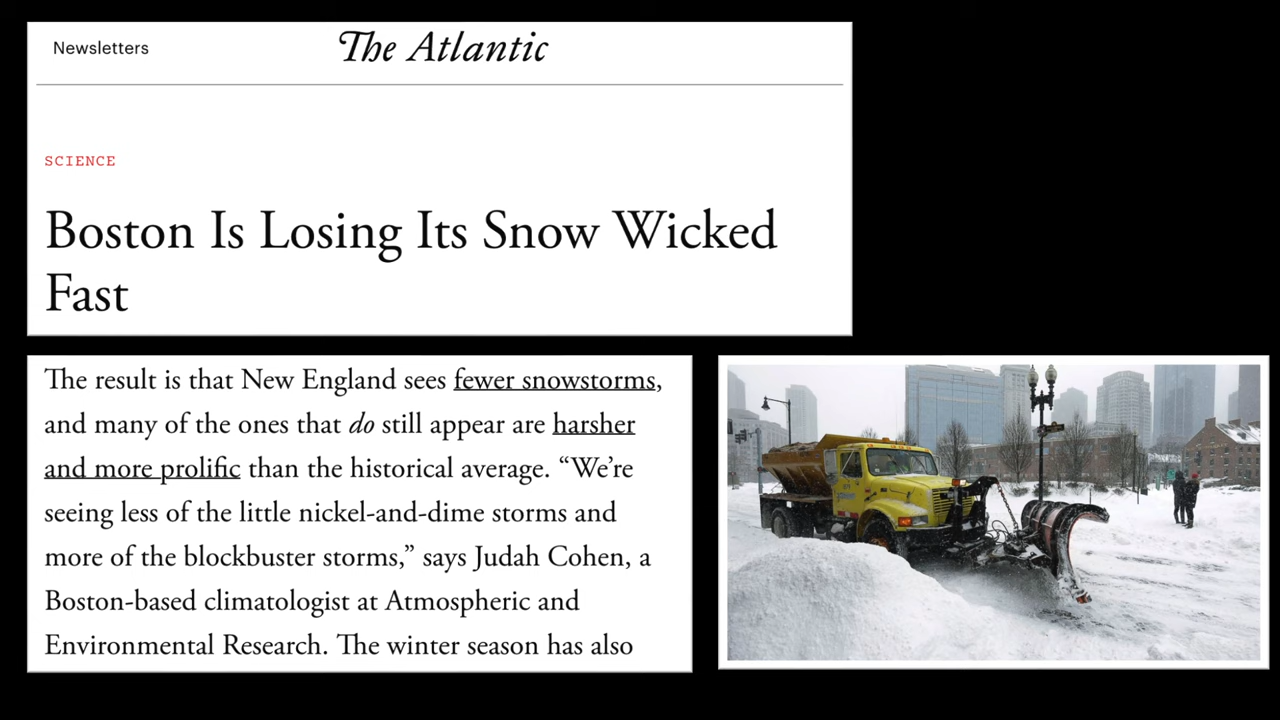 Newsletters
The Atlantic
SCIENCE
Boston Is Losing Its Snow Wicked
Fast
The result is that New England sees fewer snowstorms,
and many of the ones that do still appear are harsher
and more prolific than the historical average. “We’re
seeing less of the little nickel-and-dime storms and
more of the blockbuster storms,” says Judah Cohen, a
Boston-based climatologist at Atmospheric and
Environmental Research. The winter season has also